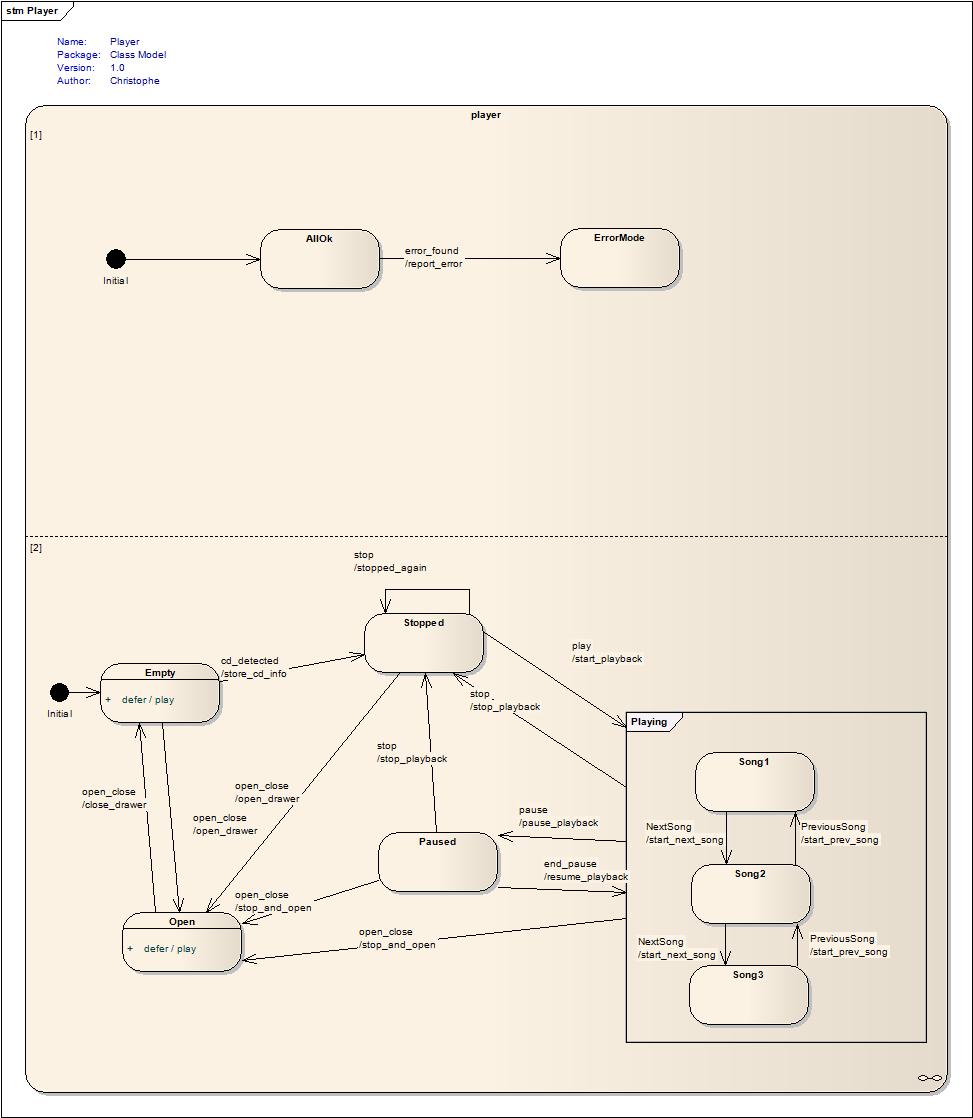 stm Player
Name: Player
Package: Class Model
Version: 1.0
Author: Christophe
player
[1]
AllOk
ErrorMode
error_found
/report_error
Initial
[2]
stop
/stopped_again
Stopped
play
/start_playback
cd_detected
/store_cd_info
Empty
+ defer / play
Initial
stop
/stop_playback
Playing
stop
/stop_playback
Song1
open_close
/close_drawer
open_close
/open_drawer
open_close
/open_drawer
pause
/pause_playback
NextSong
/start_next_song
PreviousSong
/start_prev_song
Paused
end_pause
/resume_playback
Song2
open_close
/stop_and_open
Open
+ defer / play
open_close
/stop_and_open
NextSong
/start_next_song
PreviousSong
/start_prev_song
Song3